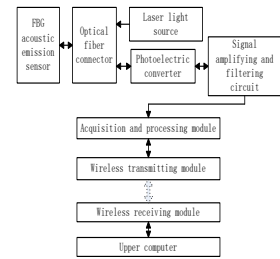 FBG
acoustic
emission
sensor
Optical
fiber
connector
Laser light
source
Photoelectric
converter
Signal
amplifying and
filtering
circuit
Acquisition and processing module
Wireless transmitting module
Wireless receiving module
Upper computer